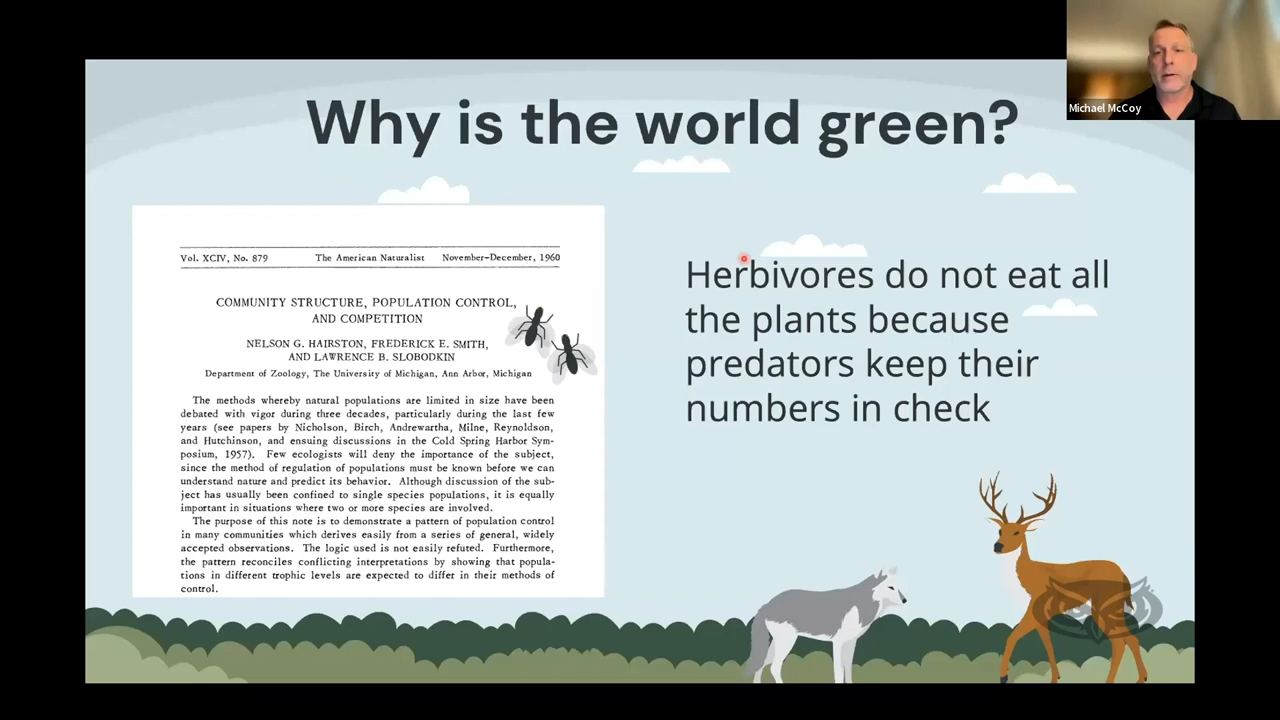 Michael McCoy
Why is the world green?
Vol. XCIV, No. 879 The American Naturalist November-December, 1960
COMMUNITY STRUCTURE, POPULATION CONTROL,
AND COMPETITION
NELSON G. HAIRSTON, FREDERICK E. SMITH,
AND LAWRENCE B. SLOBODKIN
Department of Zoology, The University of Michigan, Ann Arbor, Michigan
The methods whereby natural populations are limited in size have been
debated with vigor during three decades, particularly during the last few
years (see papers by Nicholson, Birch, Andrewartha, Milne, Reynoldson,
and Hutchinson, and ensuing discussions in the Cold Spring Harbor Sym-
posium, 1957). Few ecologists will deny the importance of the subject,
since the method of regulation of populations must be known before we can
understand nature and predict its behavior. Although discussion of the sub-
ject has usually been confined to single species populations, it is equally
important in situations where two or more species are involved.
The purpose of this note is to demonstrate a pattern of population control
in many communities which derives easily from a series of general, widely
accepted observations. The logic used is not easily refuted. Furthermore,
the pattern reconciles conflicting interpretations by showing that popula-
tions in different trophic levels are expected to differ in their methods of
control.
Herbivores do not eat all
the plants because
predators keep their
numbers in check